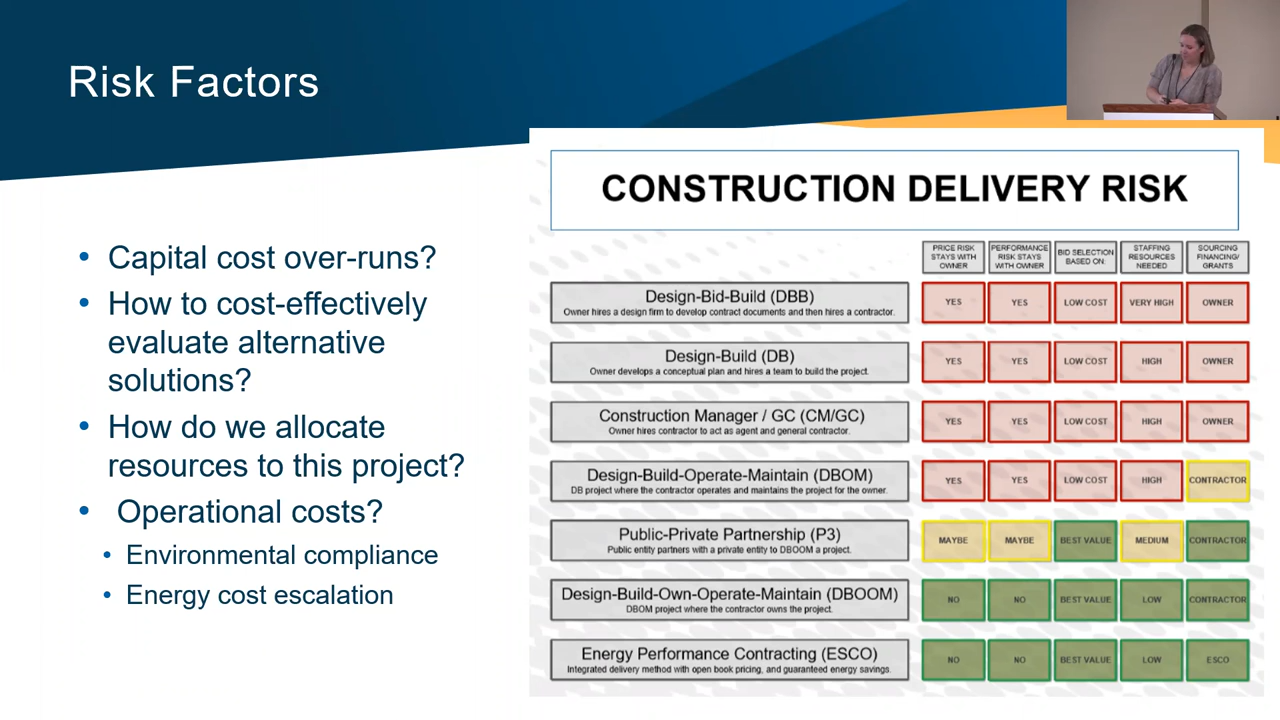 Risk Factors
• Capital cost over-runs?
• How to cost-effectively
evaluate alternative
solutions?
• How do we allocate
resources to this project?
• Operational costs?
• Environmental compliance
• Energy cost escalation
CONSTRUCTION DELIVERY RISK
PRICE RISK STAYS WITH OWNER
PERFORMANCE RISK STAYS WITH OWNER
BID SELECTION BASED ON:
STAFFING RESOURCES NEEDED
SOURCING FINANCING/ GRANTS
Design-Bid-Build (DBB)
Owner hires a design firm to develop contract documents and then hires a contractor.
YES YES LOW COST VERY HIGH OWNER
Design-Build (DB)
Owner develops a conceptual plan and hires a team to build the project.
YES YES LOW COST HIGH OWNER
Construction Manager / GC (CM/GC)
Owner hires contractor to act as agent and general contractor.
YES YES LOW COST HIGH OWNER
Design-Build-Operate-Maintain (DBOM)
DB project where the contractor operates and maintains the project for the owner.
YES YES LOW COST HIGH CONTRACTOR
Public-Private Partnership (P3)
Public entity partners with a private entity to DBOOM a project.
MAYBE MAYBE BEST VALUE MEDIUM CONTRACTOR
Design-Build-Own-Operate-Maintain (DBOOM)
DBOM project where the contractor owns the project.
NO NO BEST VALUE LOW CONTRACTOR
Energy Performance Contracting (ESCO)
Integrated delivery method with open book pricing, and guaranteed energy savings.
NO NO BEST VALUE LOW ESCO